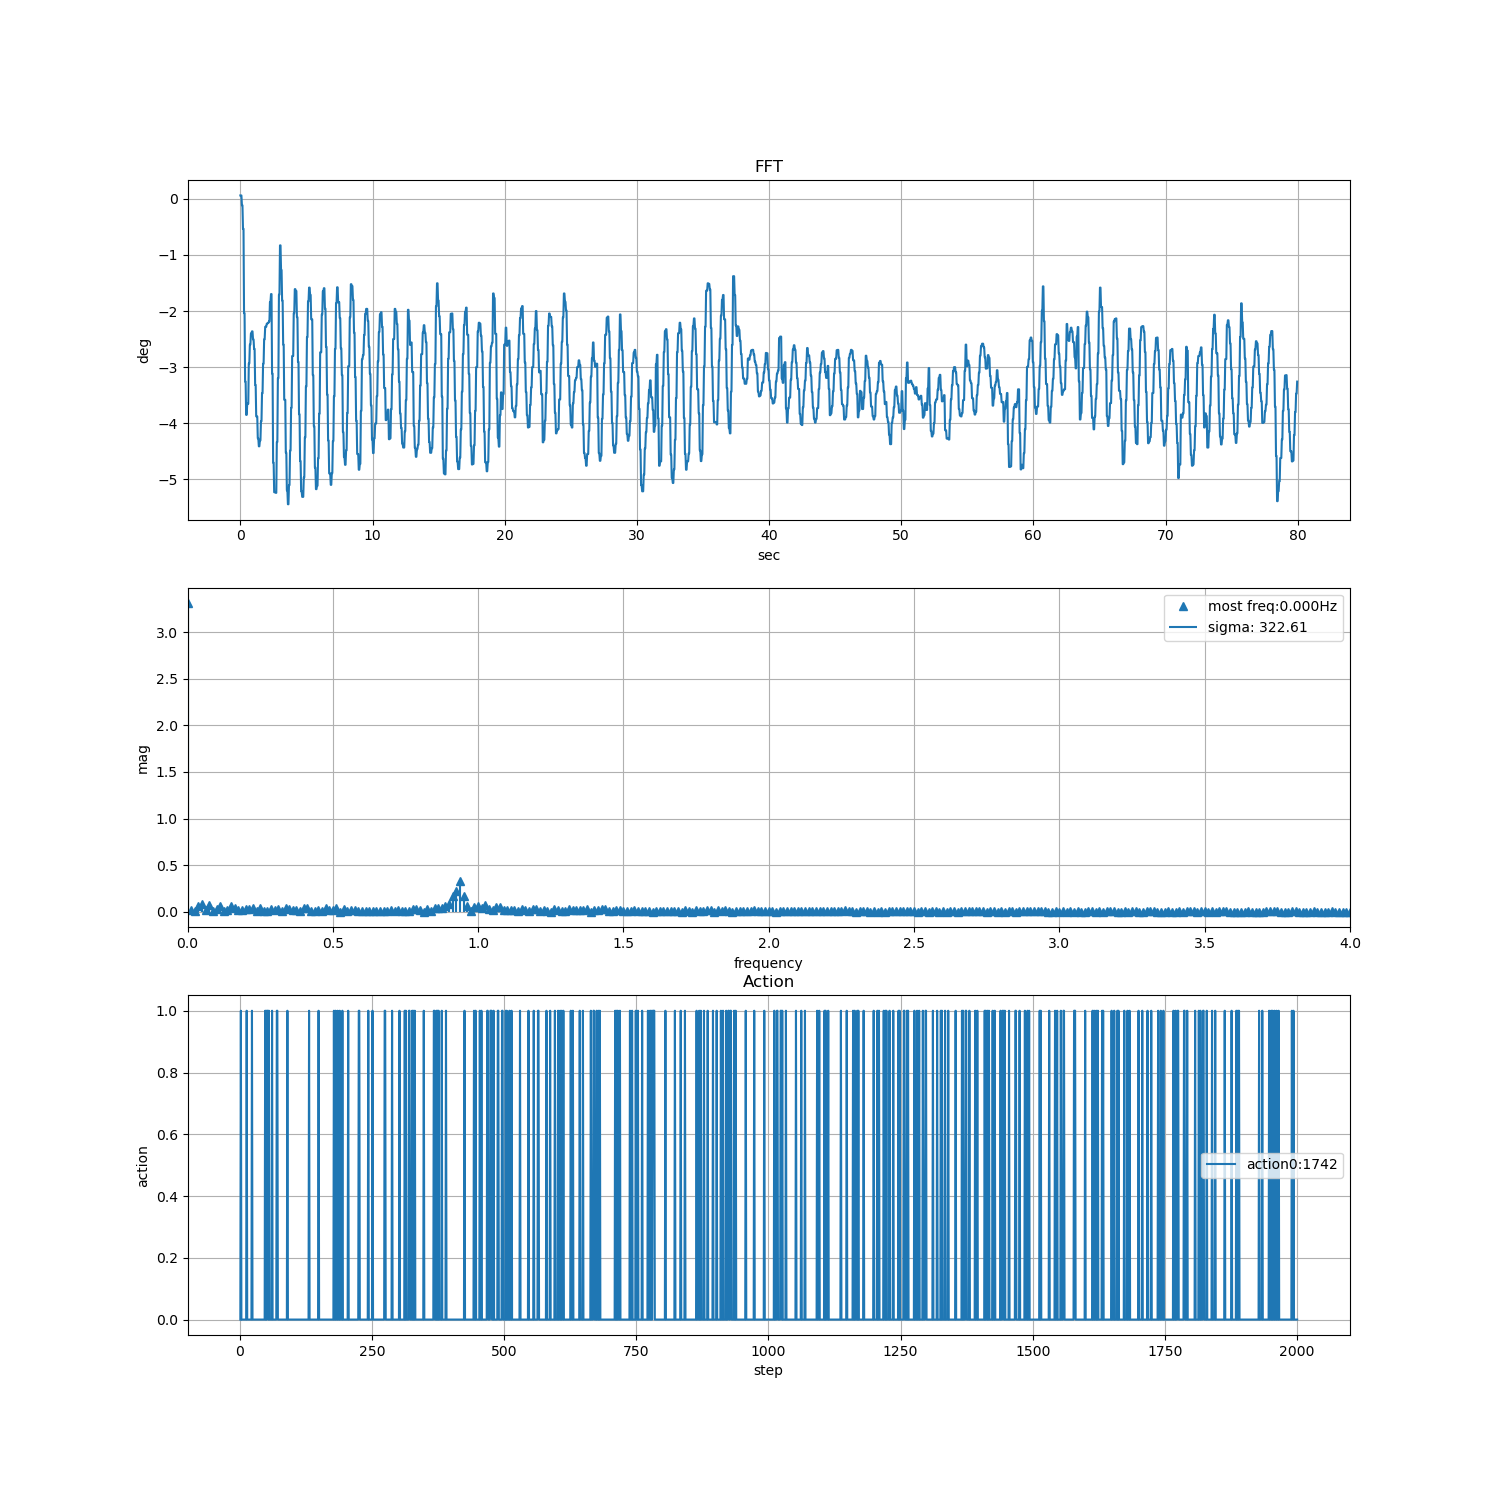 FFT
0
−1
−2
−3
−4
−5
deg
0 10 20 30 40 50 60 70 80
sec
most freq:0.000Hz
sigma: 322.61
3.0
2.5
2.0
1.5
1.0
0.5
0.0
mag
0.0 0.5 1.0 1.5 2.0 2.5 3.0 3.5 4.0
frequency
Action
1.0
0.8
0.6
0.4
0.2
0.0
action
action0:1742
0 250 500 750 1000 1250 1500 1750 2000
step